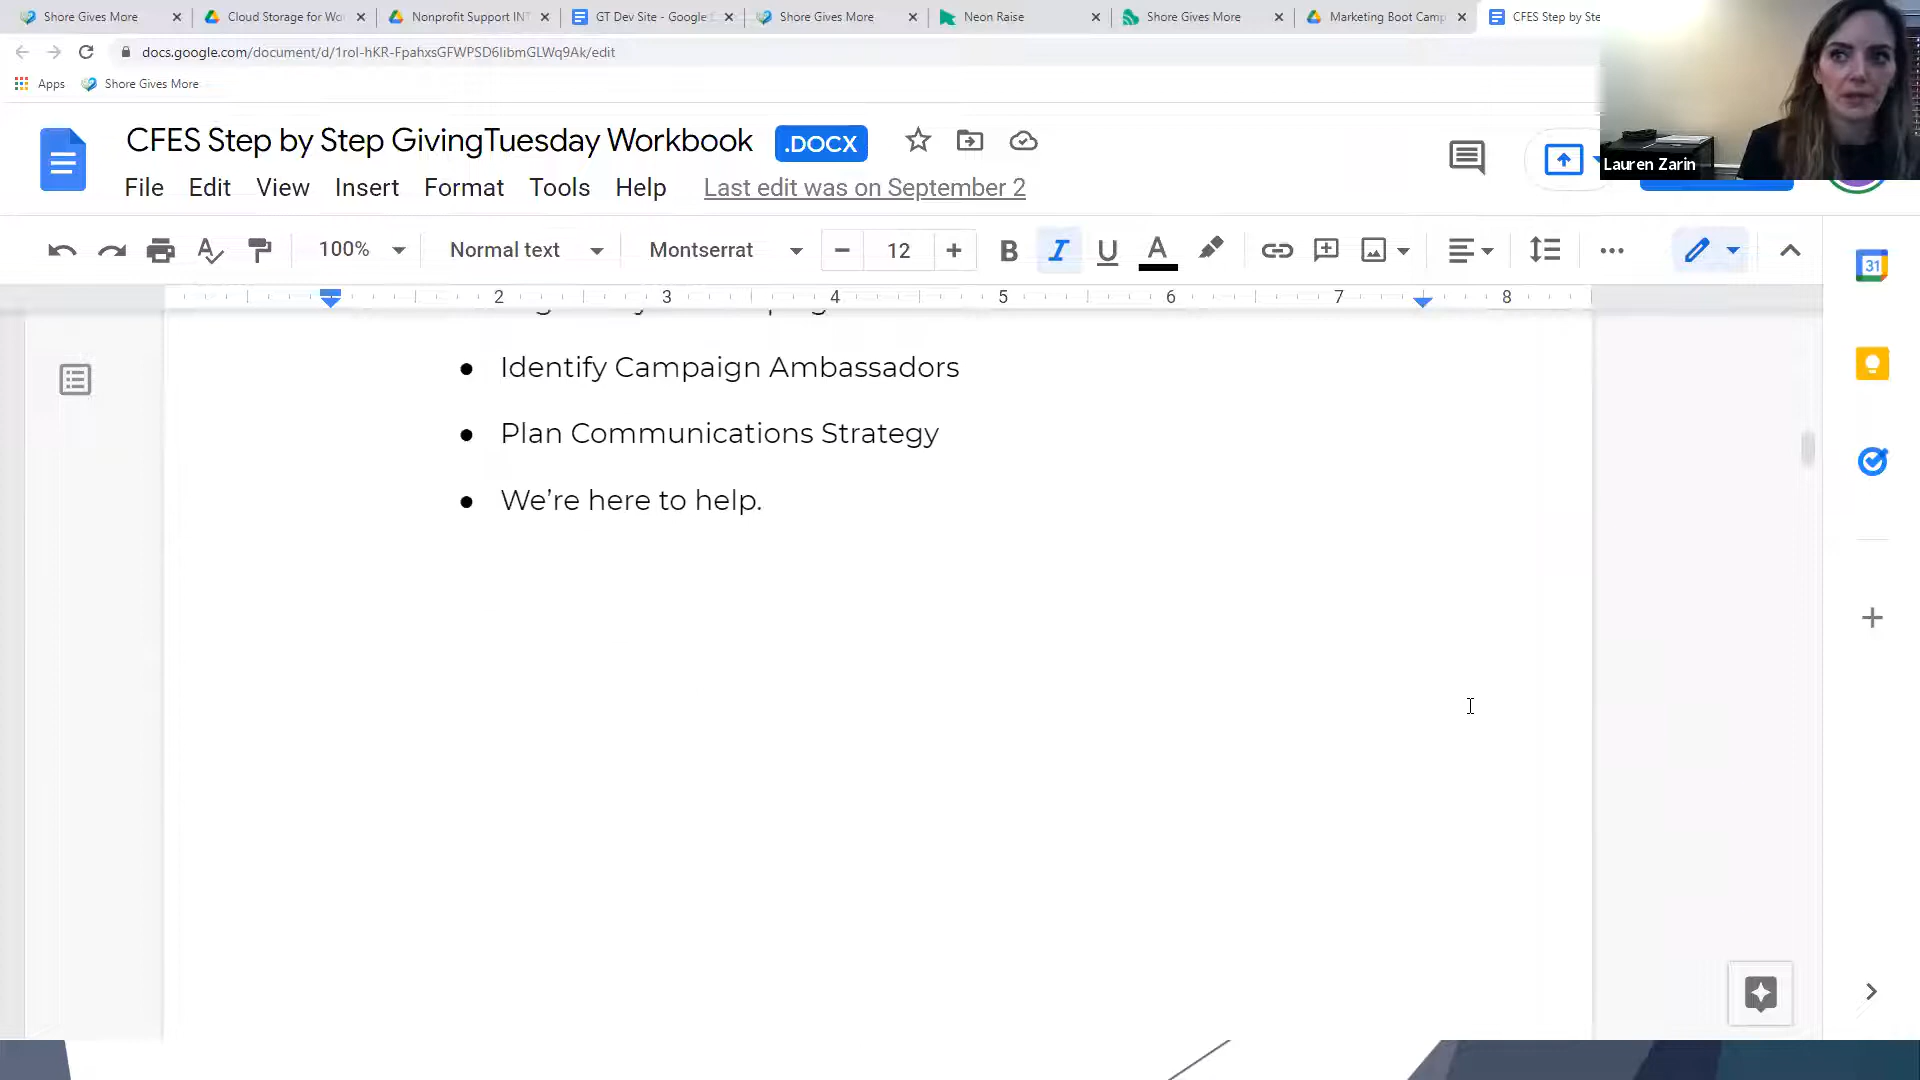 Shore Gives More
Cloud Storage for Wo
Nonprofit Support INT
GT Dev Site - Google
Shore Gives More
Neon Raise
Shore Gives More
Marketing Boot Camp
CFES Step by Ste
docs.google.com/document/d/1rol-hKR-FpahxsGFWPSD6IibmGLWq9Ak/edit
Apps
Shore Gives More
CFES Step by Step GivingTuesday Workbook
.DOCX
Lauren Zarin
File Edit View Insert Format Tools Help Last edit was on September 2
100% Normal text Montserrat 12 B I U A
31
2 3 4 5 6 7 8
Identify Campaign Ambassadors
Plan Communications Strategy
We're here to help.